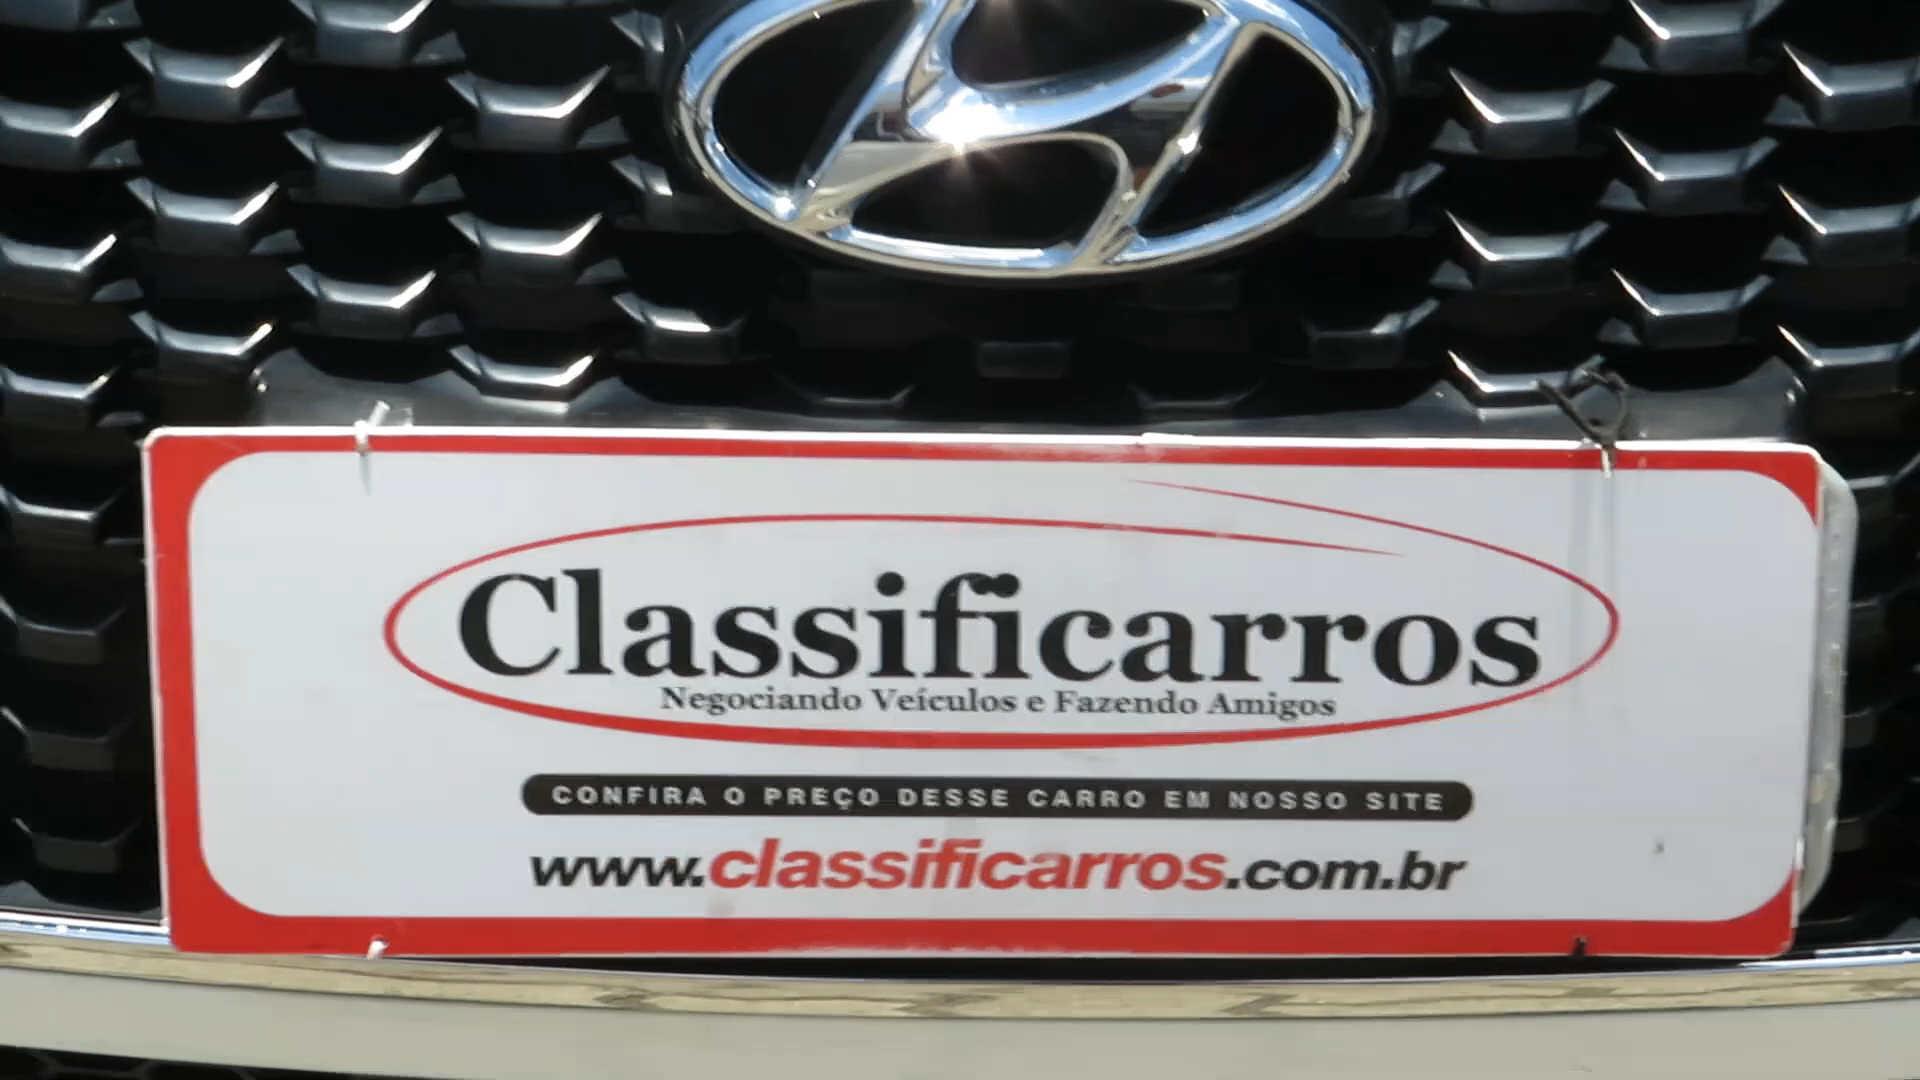 Classificarros
Negociando Veículos e Fazendo Amigos
CONFIRA O PREÇO DESSE CARRO EM NOSSO SITE
www.classificarros.com.br